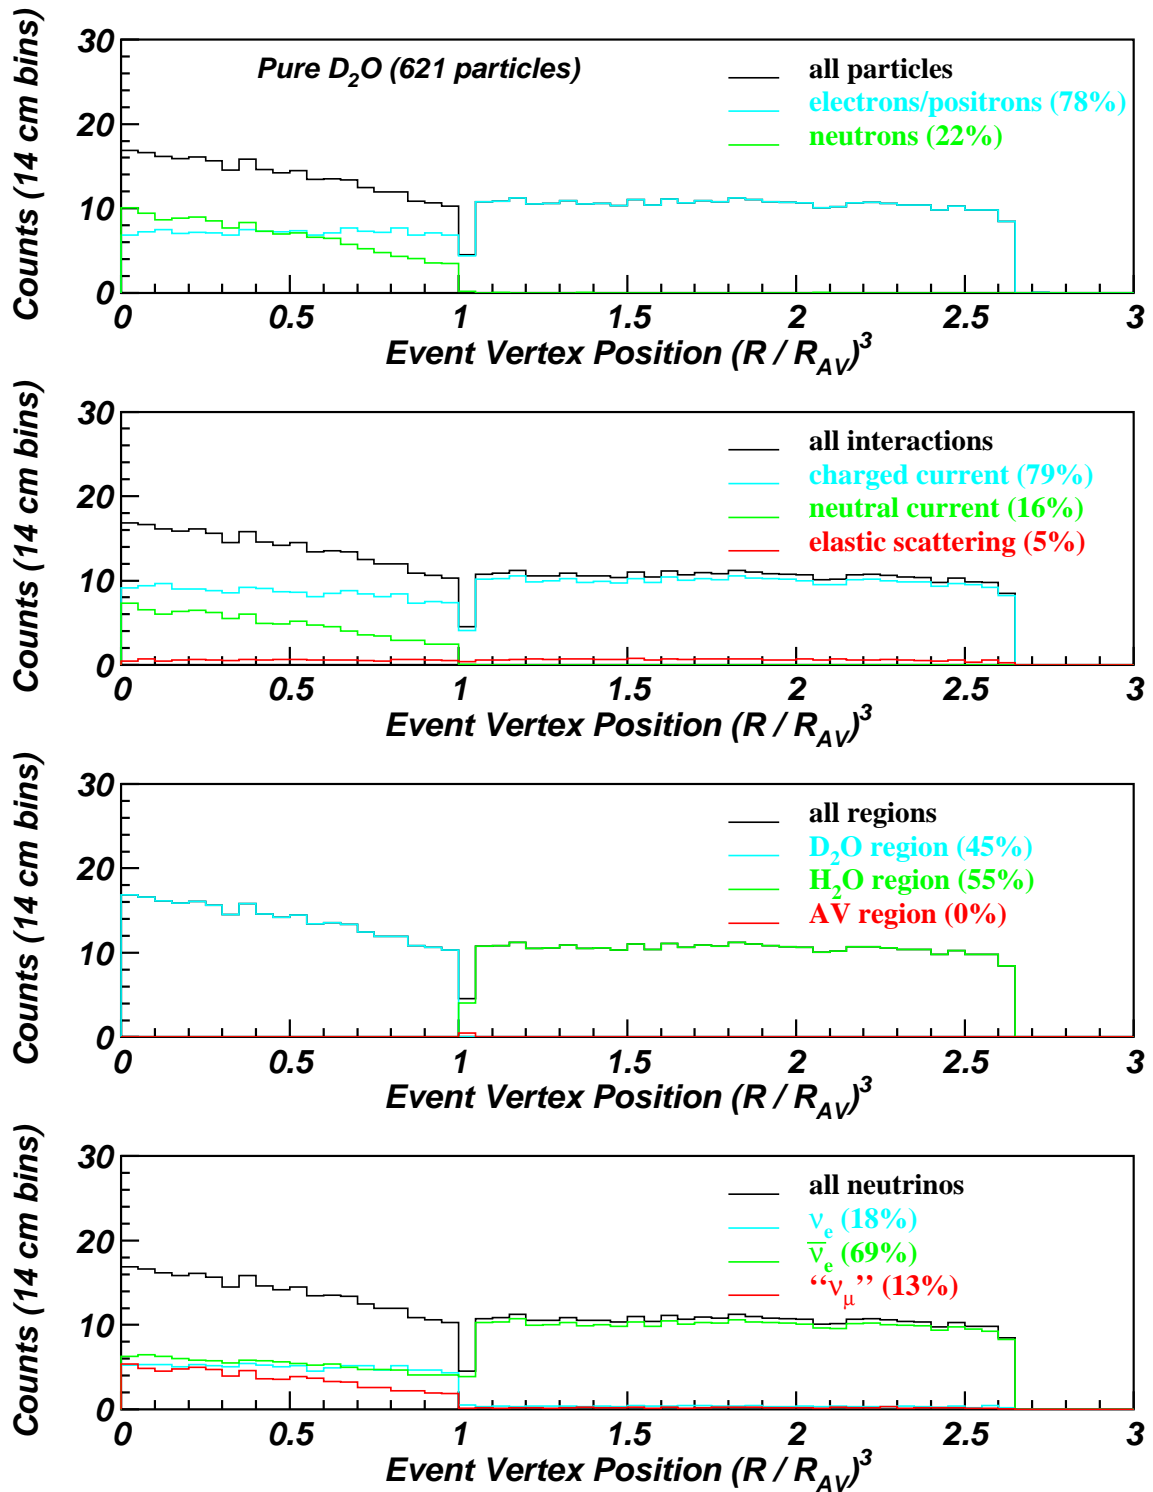 Pure D₂O (621 particles)
all particles
electrons/positrons (78%)
neutrons (22%)
Counts (14 cm bins)
30
20
10
0
0 0.5 1 1.5 2 2.5 3
Event Vertex Position (R / R_AV)³
all interactions
charged current (79%)
neutral current (16%)
elastic scattering (5%)
Counts (14 cm bins)
30
20
10
0
0 0.5 1 1.5 2 2.5 3
Event Vertex Position (R / R_AV)³
all regions
D₂O region (45%)
H₂O region (55%)
AV region (0%)
Counts (14 cm bins)
30
20
10
0
0 0.5 1 1.5 2 2.5 3
Event Vertex Position (R / R_AV)³
all neutrinos
νₑ (18%)
ν̅ₑ (69%)
“ν_μ” (13%)
Counts (14 cm bins)
30
20
10
0
0 0.5 1 1.5 2 2.5 3
Event Vertex Position (R / R_AV)³